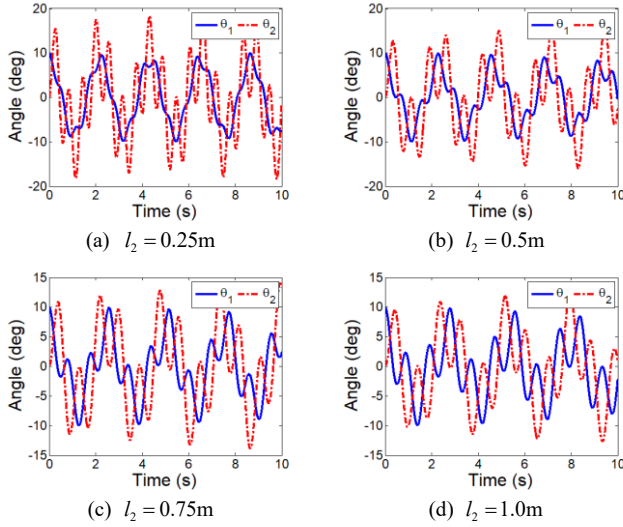 20
10
0
-10
-20
Angle (deg)
θ1 θ2
0 2 4 6 8 10
Time (s)
(a) l2 = 0.25m
20
10
0
-10
-20
Angle (deg)
θ1 θ2
0 2 4 6 8 10
Time (s)
(b) l2 = 0.5m
15
10
5
0
-5
-10
-15
Angle (deg)
θ1 θ2
0 2 4 6 8 10
Time (s)
(c) l2 = 0.75m
15
10
5
0
-5
-10
-15
Angle (deg)
θ1 θ2
0 2 4 6 8 10
Time (s)
(d) l2 = 1.0m